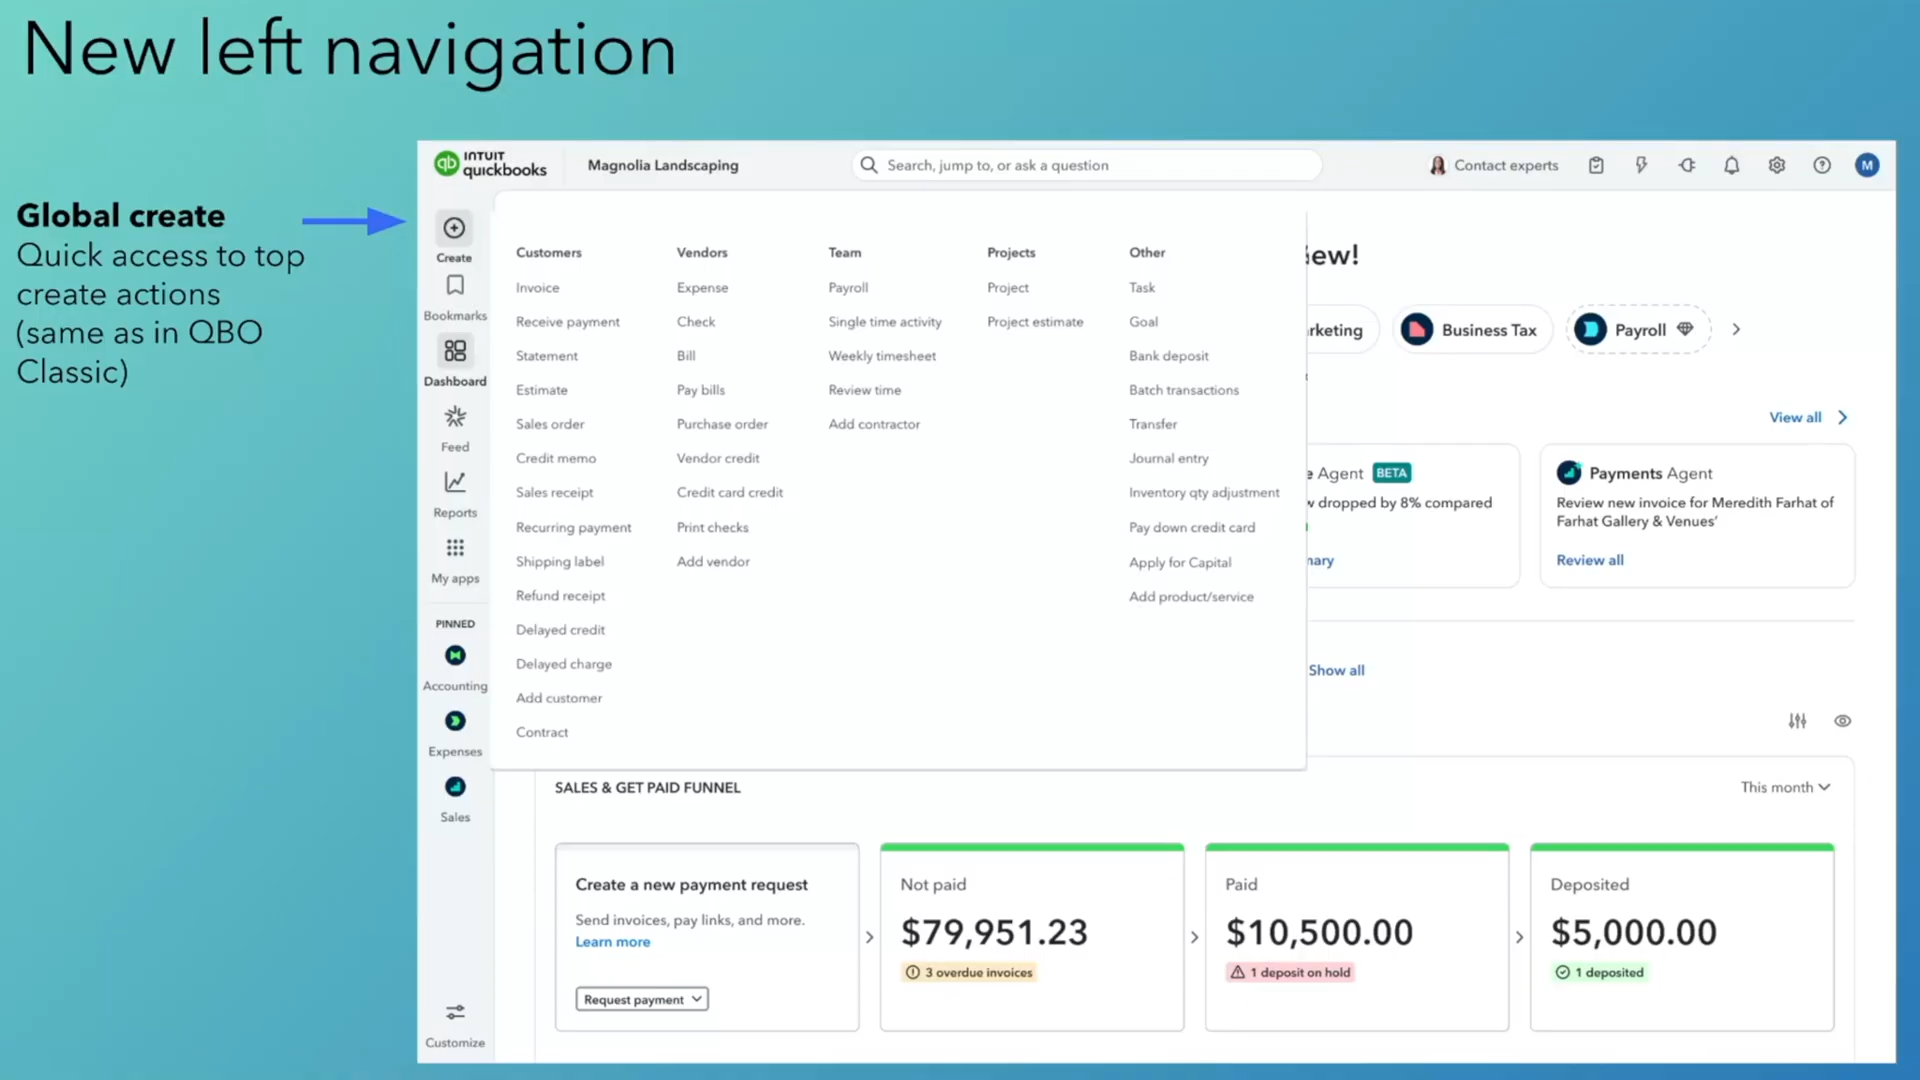 New left navigation
Global create
Quick access to top
create actions
(same as in QBO
Classic)
INTUIT
quickbooks
Magnolia Landscaping
Search, jump to, or ask a question
Contact experts
M
Create
Bookmarks
Dashboard
Feed
Reports
My apps
PINNED
Accounting
Expenses
Sales
Customize
Customers
Invoice
Receive payment
Statement
Estimate
Sales order
Credit memo
Sales receipt
Recurring payment
Shipping label
Refund receipt
Delayed credit
Delayed charge
Add customer
Contract
Vendors
Expense
Check
Bill
Pay bills
Purchase order
Vendor credit
Credit card credit
Print checks
Add vendor
Team
Payroll
Single time activity
Weekly timesheet
Review time
Add contractor
Projects
Project
Project estimate
Other
Task
Goal
Bank deposit
Batch transactions
Transfer
Journal entry
Inventory qty adjustment
Pay down credit card
Apply for Capital
Add product/service
iew!
rketing
Business Tax
Payroll
View all
e Agent BETA
dropped by 8% compared
mary
Payments Agent
Review new invoice for Meredith Farhat of
Farhat Gallery & Venues'
Review all
Show all
SALES & GET PAID FUNNEL
This month
Create a new payment request
Send invoices, pay links, and more.
Learn more
Request payment
Not paid
$79,951.23
3 overdue invoices
Paid
$10,500.00
1 deposit on hold
Deposited
$5,000.00
1 deposited